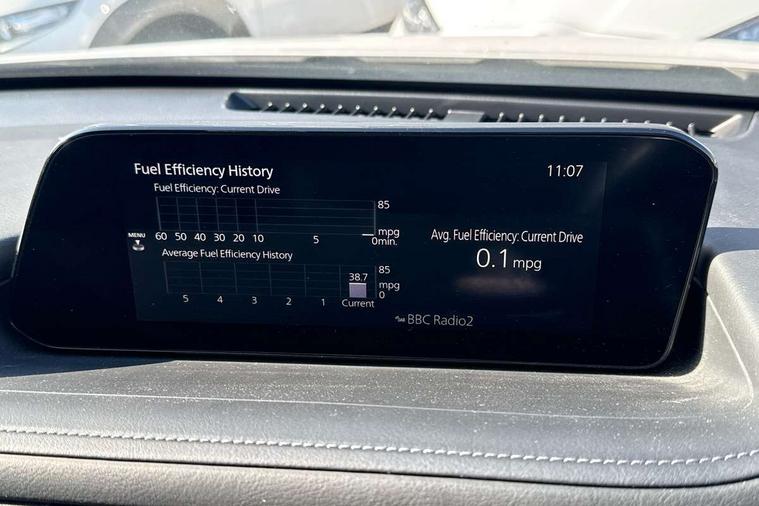 Fuel Efficiency History
11:07
Fuel Efficiency: Current Drive
85
mpg
60 50 40 30 20 10 5 0min.
MENU
Average Fuel Efficiency History
85
38.7
mpg
0
5 4 3 2 1 Current
Avg. Fuel Efficiency: Current Drive
0.1 mpg
BBC Radio2